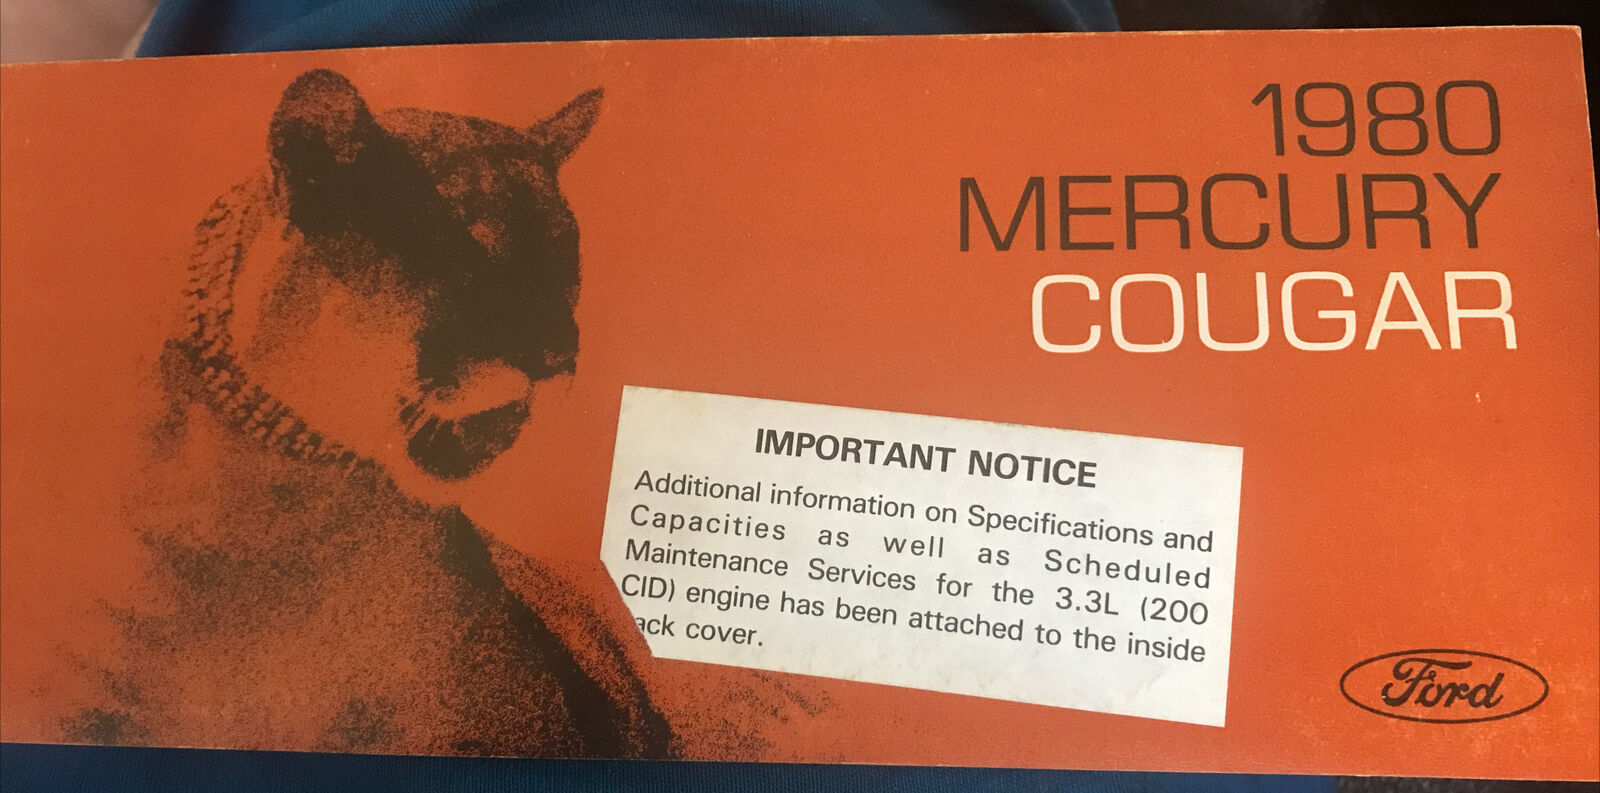 1980
MERCURY
COUGAR
IMPORTANT NOTICE
Additional information on Specifications and
Capacities as well as Scheduled
Maintenance Services for the 3.3L (200
CID) engine has been attached to the inside
ack cover.
Ford